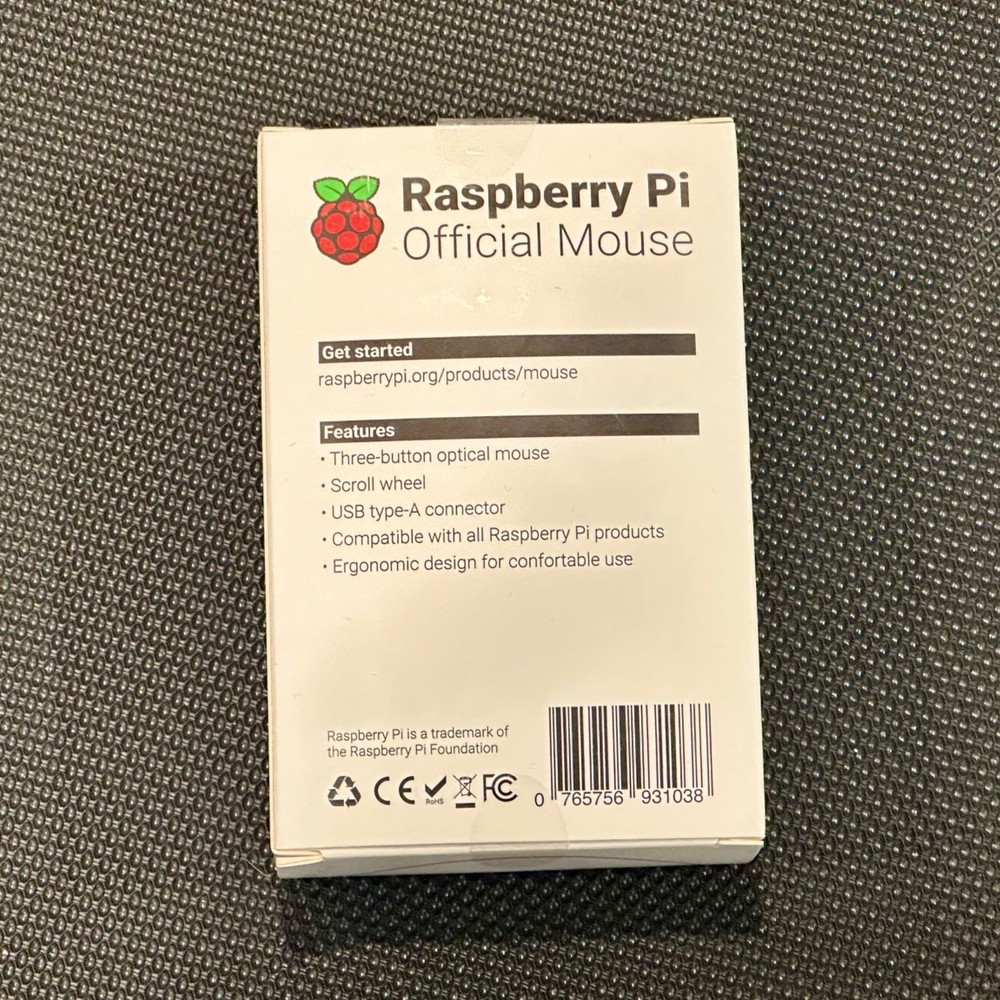 Raspberry Pi
Official Mouse
Get started
raspberrypi.org/products/mouse
Features
• Three-button optical mouse
• Scroll wheel
• USB type-A connector
• Compatible with all Raspberry Pi products
• Ergonomic design for confortable use
Raspberry Pi is a trademark of
the Raspberry Pi Foundation
CE RoHS FC
0 765756 931038